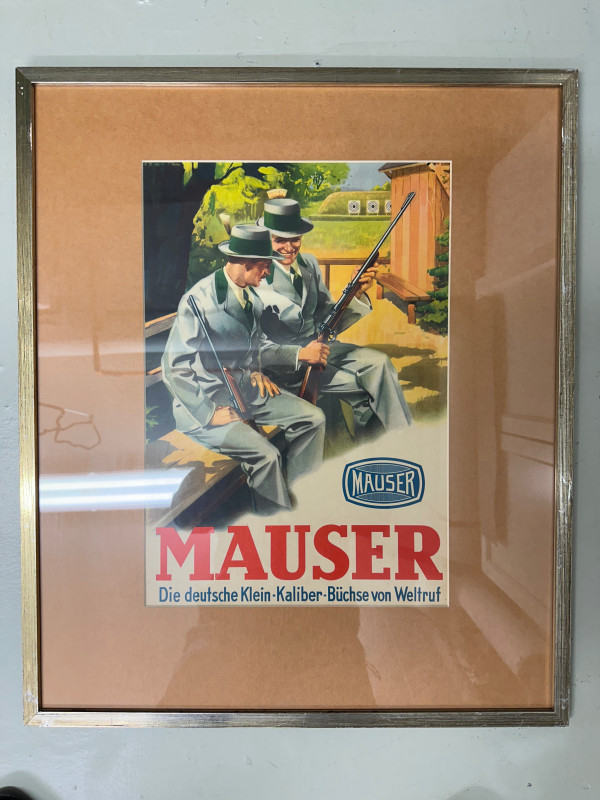 MAUSER
MAUSER
Die deutsche Klein-Kaliber-Büchse von Weltruf